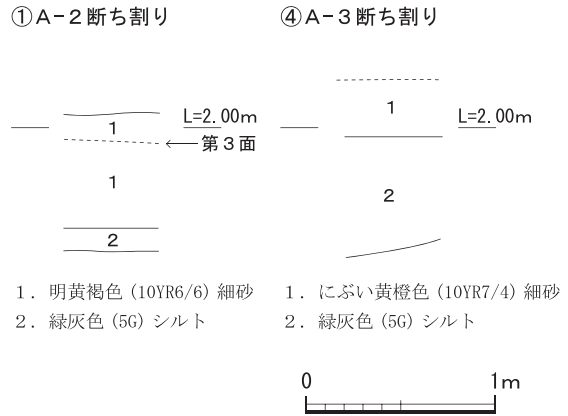 ①A-2断ち割り
1
L=2.00m
第3面
1
2
1．明黄褐色 (10YR6/6) 細砂
2．緑灰色 (5G) シルト
④A-3断ち割り
1
L=2.00m
2
1．にぶい黄橙色 (10YR7/4) 細砂
2．緑灰色 (5G) シルト
0 1m